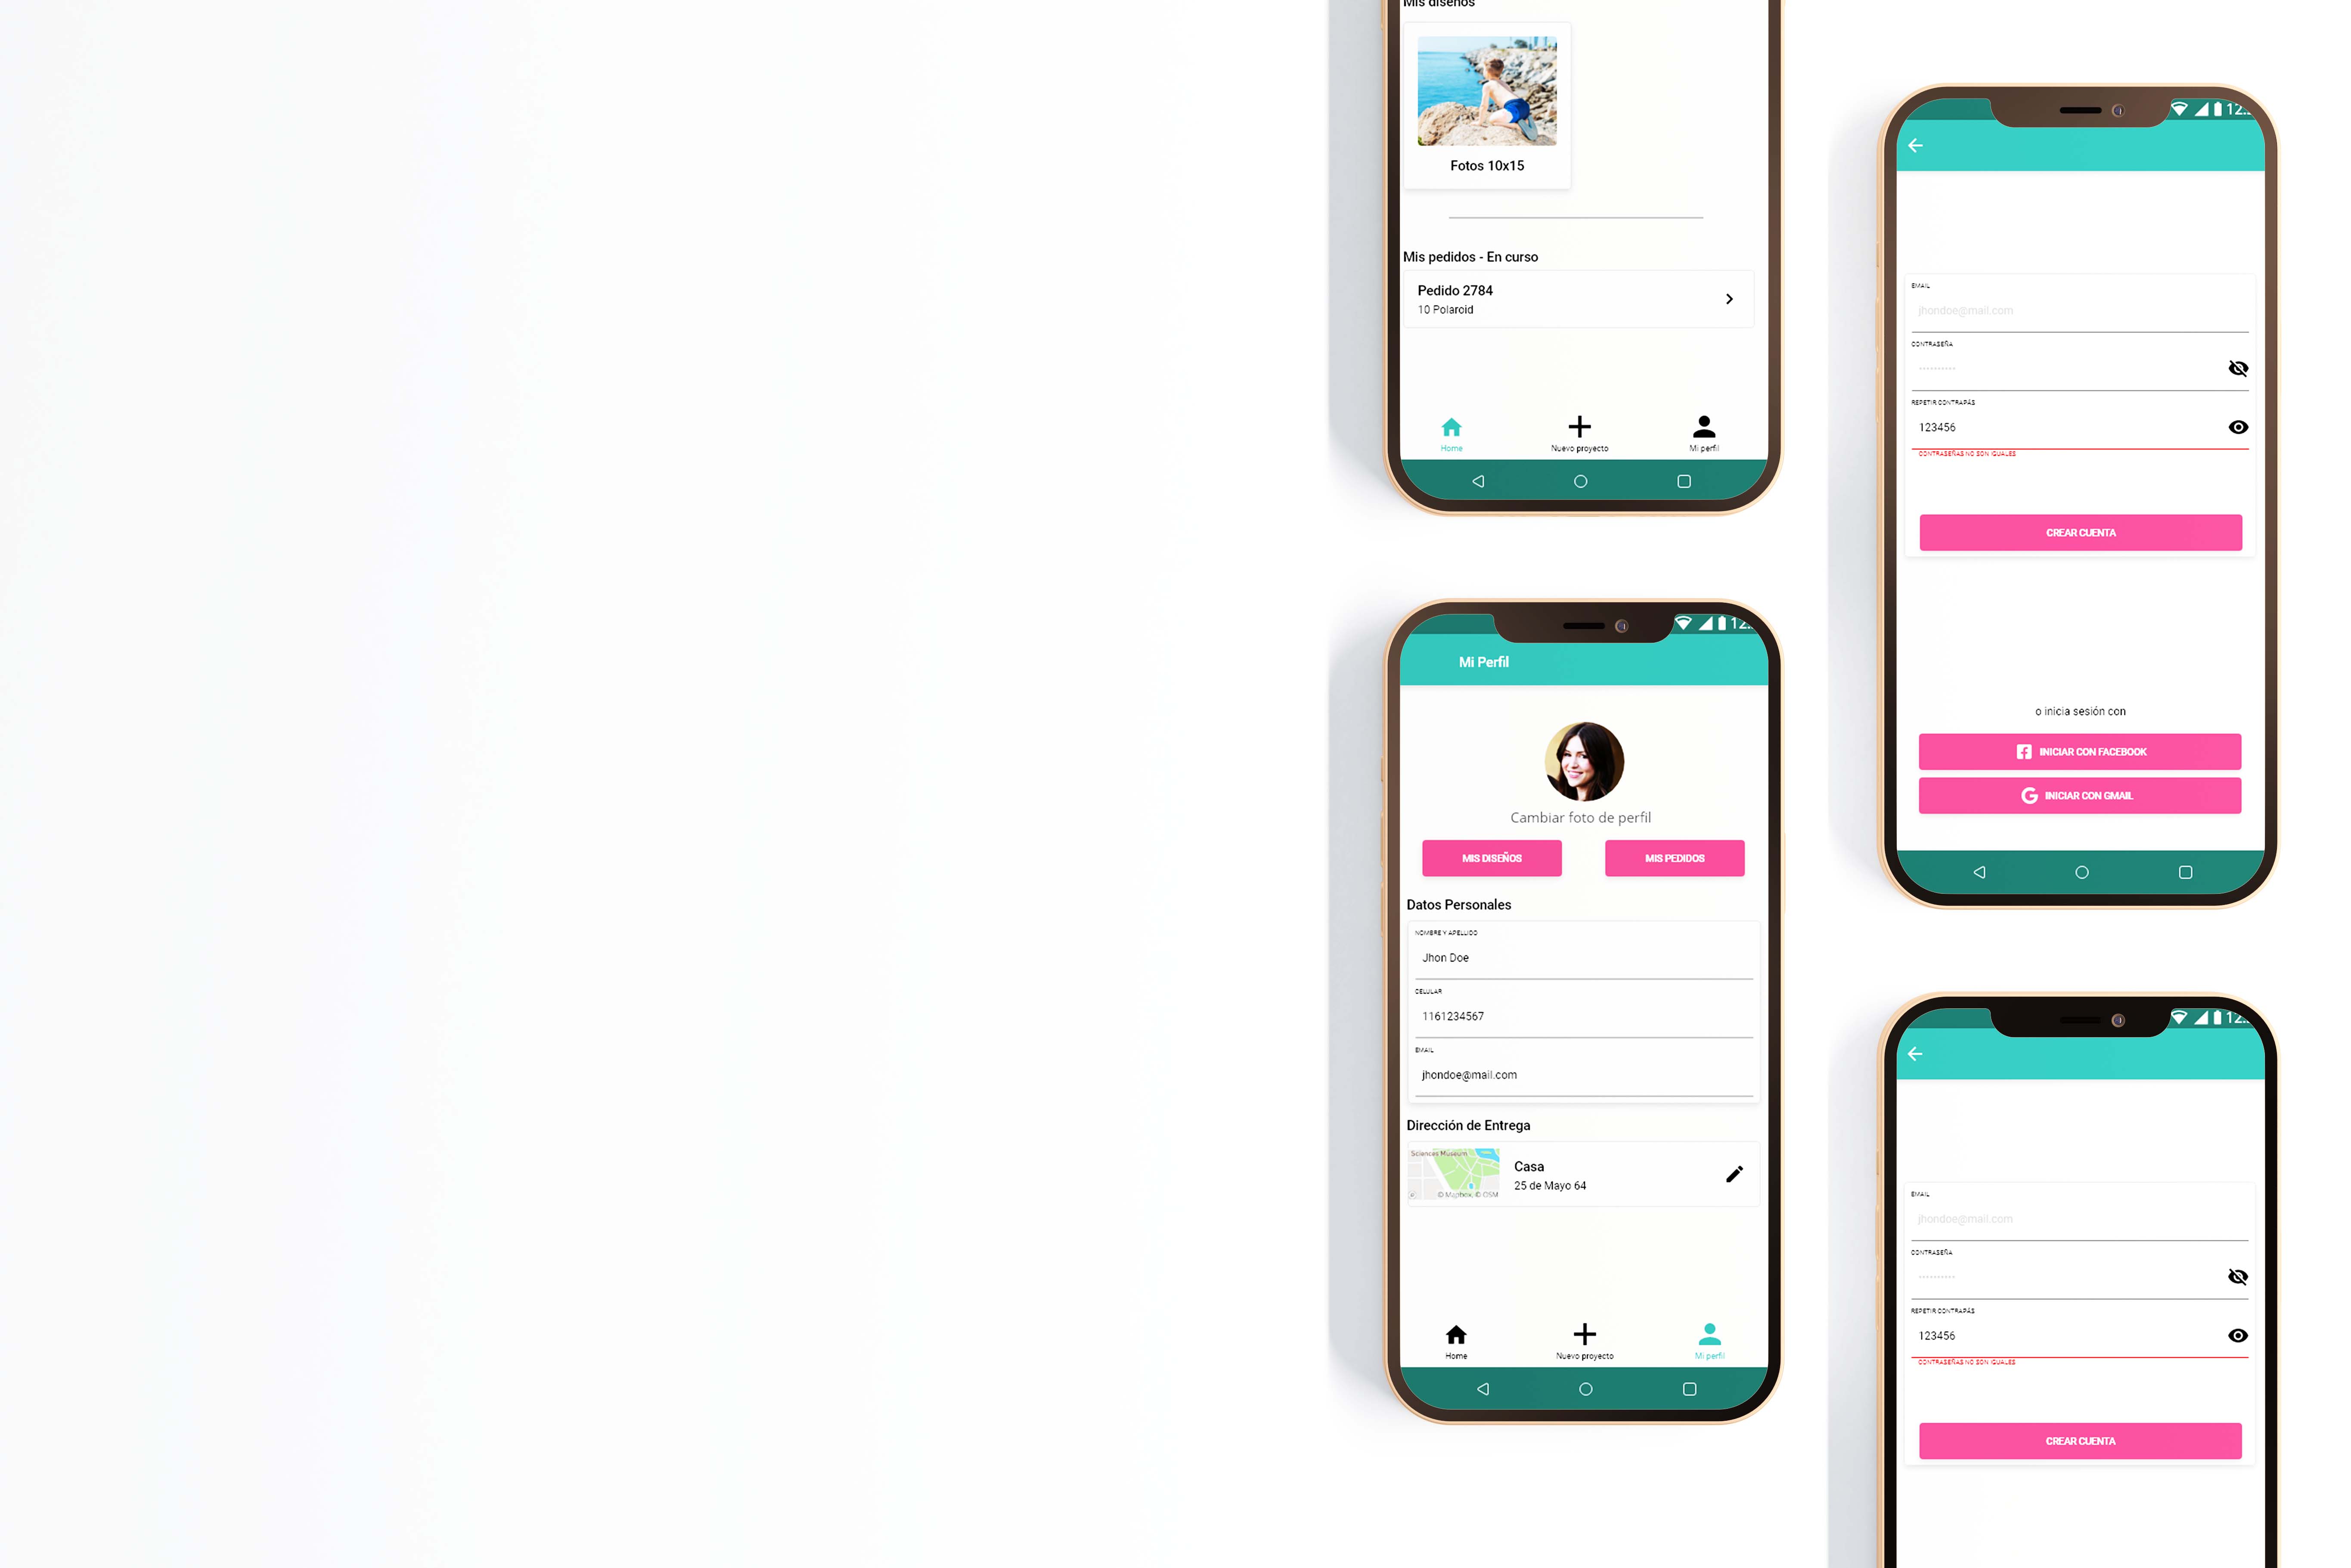 Mis diseños
Fotos 10x15
Mis pedidos - En curso
Pedido 2784
10 Polaroid
Home
Nuevo proyecto
Mi perfil
12:
EMAIL
jhondoe@mail.com
CONTRASEÑA
REPETIR CONTRAPÁS
123456
CONTRASEÑAS NO SON IGUALES
CREAR CUENTA
o inicia sesión con
INICIAR CON FACEBOOK
G INICIAR CON GMAIL
12:
Mi Perfil
Cambiar foto de perfil
MIS DISEÑOS
MIS PEDIDOS
Datos Personales
NOMBRE Y APELLIDO
Jhon Doe
CELULAR
1161234567
EMAIL
jhondoe@mail.com
Dirección de Entrega
Sciences Museum
© Mapbox, © OSM
Casa
25 de Mayo 64
Home
Nuevo proyecto
Mi perfil
12:
EMAIL
jhondoe@mail.com
CONTRASEÑA
REPETIR CONTRAPÁS
123456
CONTRASEÑAS NO SON IGUALES
CREAR CUENTA